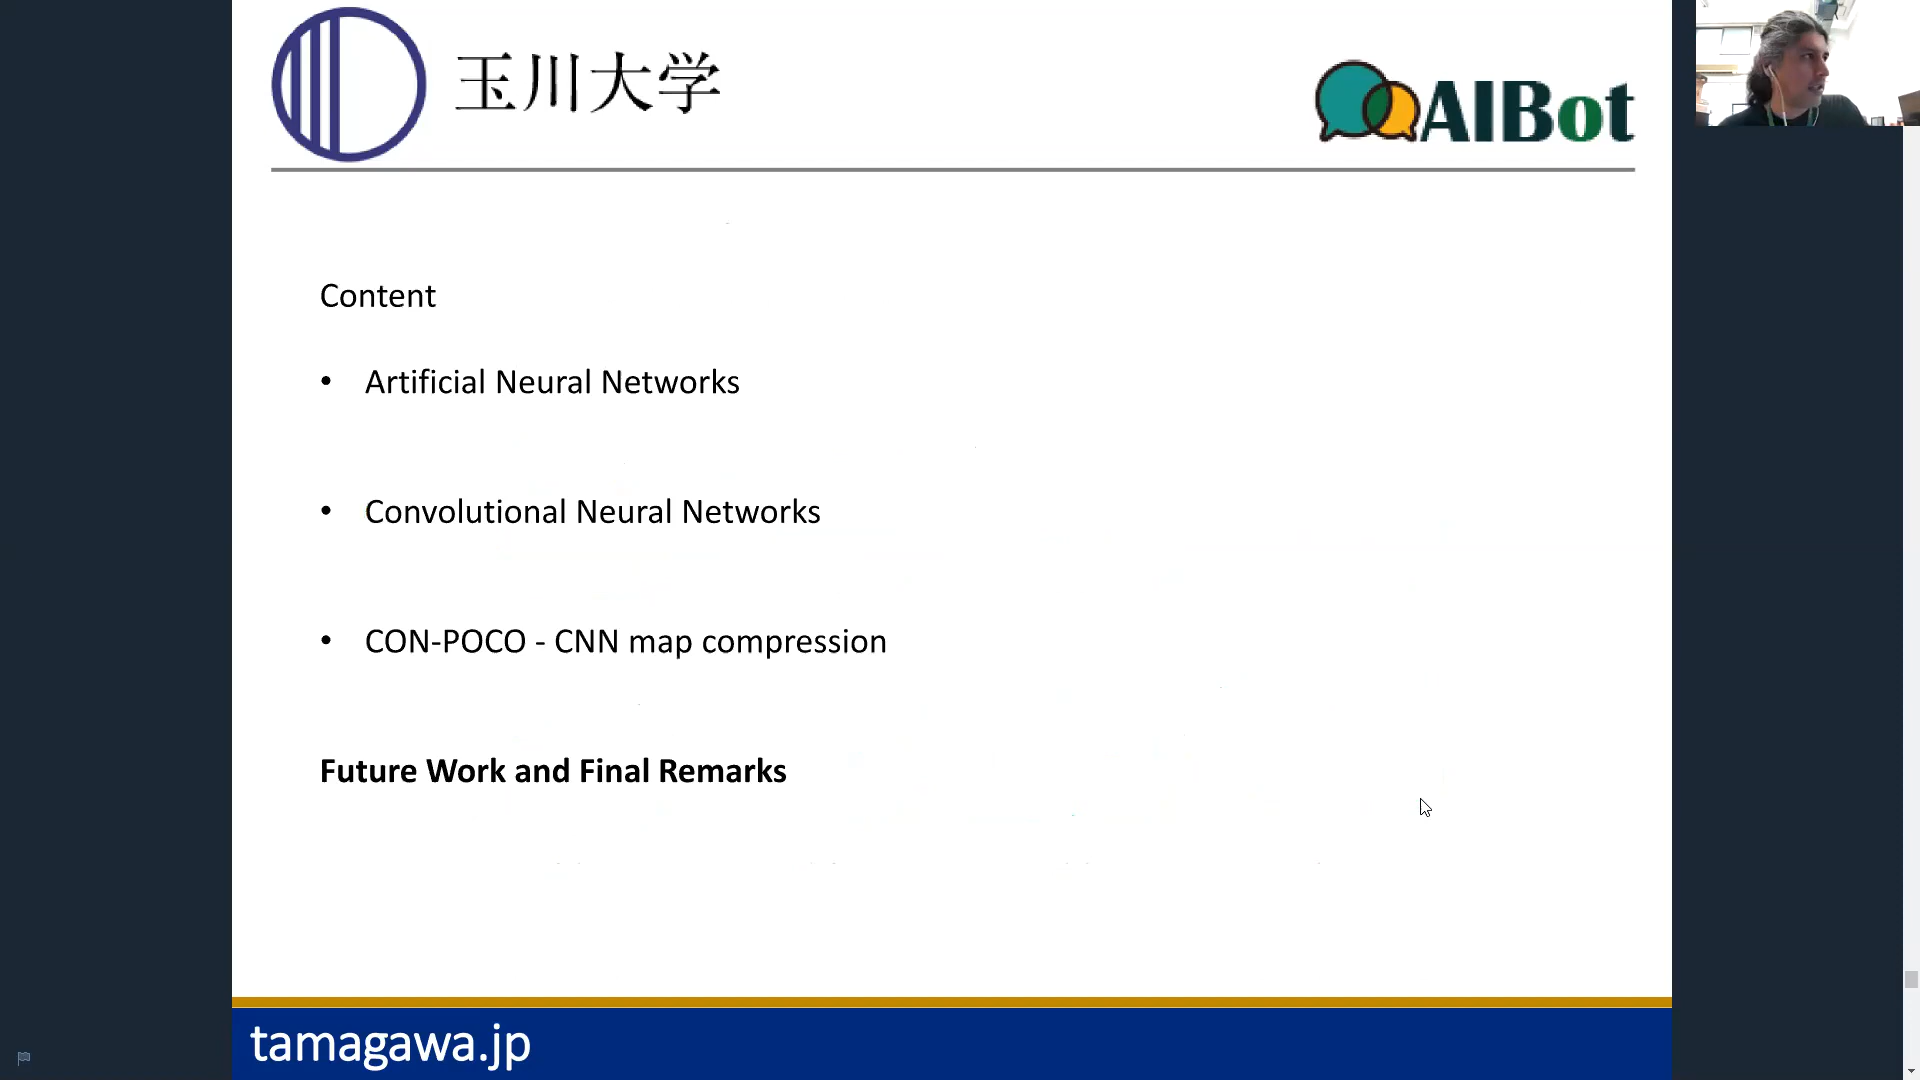 玉川大学
AIBot
Content
• Artificial Neural Networks
• Convolutional Neural Networks
• CON-POCO - CNN map compression
Future Work and Final Remarks
tamagawa.jp